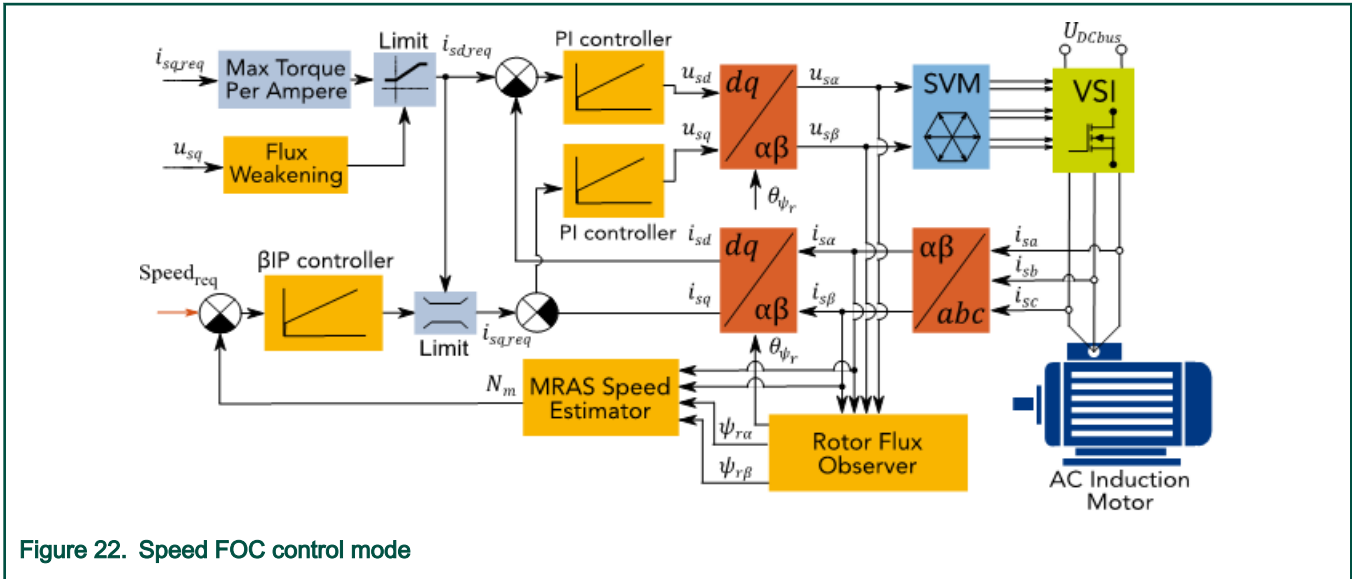 U_DCbus
Limit
PI controller
i_sq,req
Max Torque
Per Ampere
i_sd,req
u_sd
dq
αβ
u_sα
SVM
VSI
u_sq
Flux
Weakening
u_sq
u_sβ
θ_ψr
PI controller
i_sd
dq
αβ
i_sα
αβ
abc
i_sa
i_sb
i_sc
i_sq
i_sβ
Speed_req
βIP controller
Limit
i_sq,req
θ_ψr
N_m
MRAS Speed
Estimator
ψ_rα
ψ_rβ
Rotor Flux
Observer
AC Induction
Motor
Figure 22. Speed FOC control mode